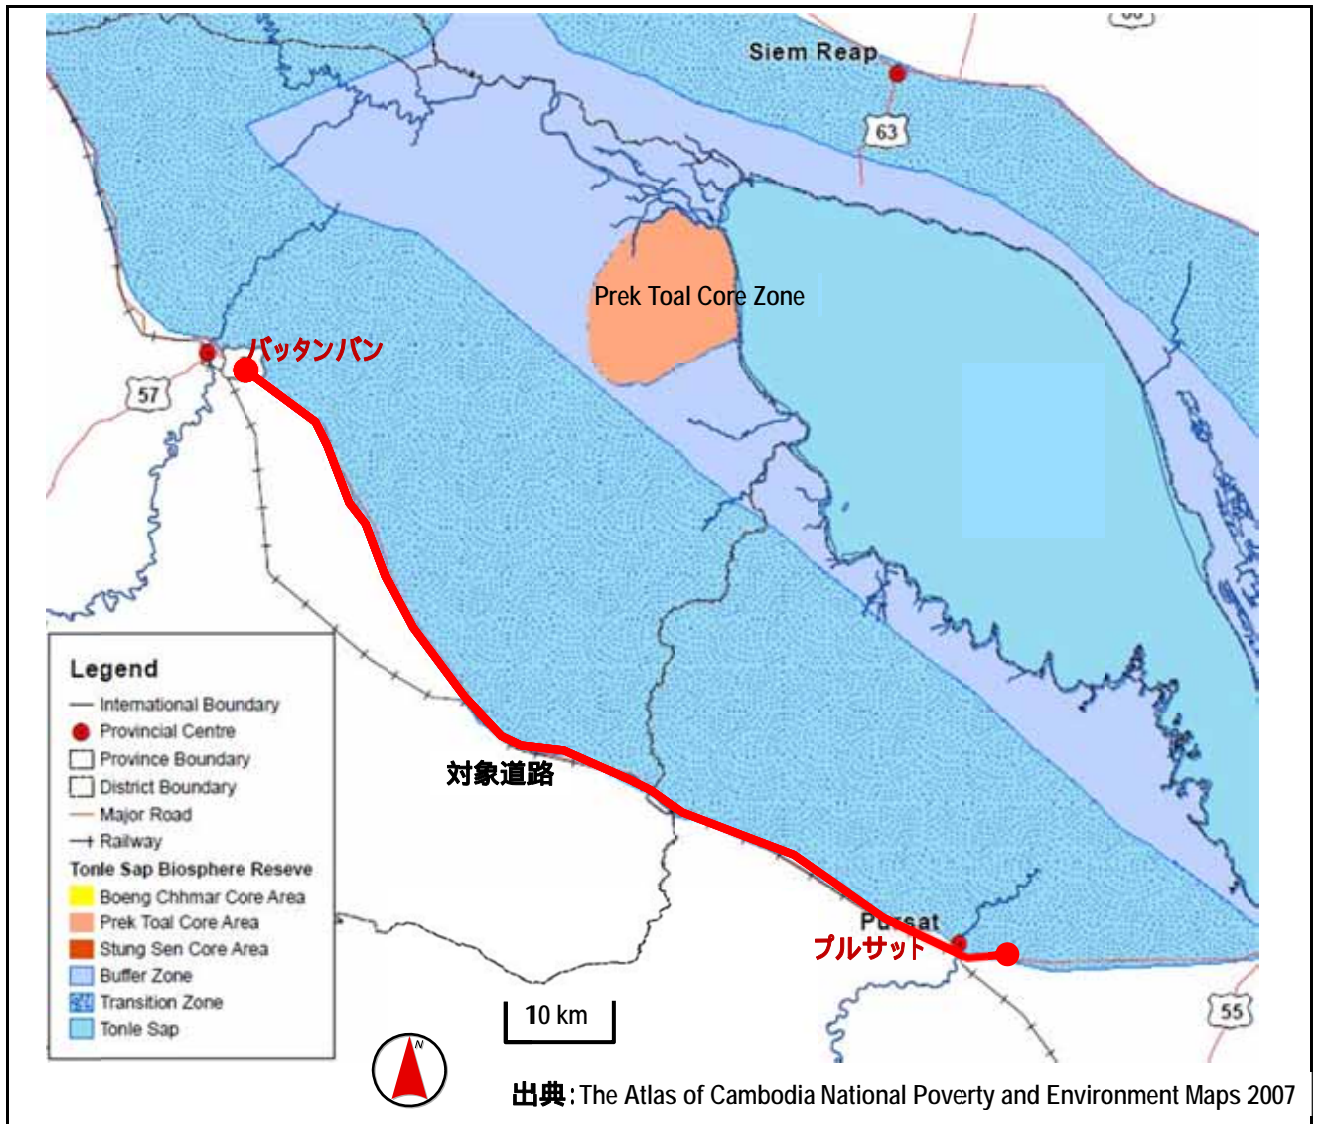 Siem Reap
63
Prek Toal Core Zone
バッタンバン
57
Legend
International Boundary
Provincial Centre
Province Boundary
District Boundary
Major Road
Railway
Tonle Sap Biosphere Reseve
Boeng Chhmar Core Area
Prek Toal Core Area
Stung Sen Core Area
Buffer Zone
Transition Zone
Tonle Sap
対象道路
Pursat
プルサット
10 km
55
N
出典:The Atlas of Cambodia National Poverty and Environment Maps 2007